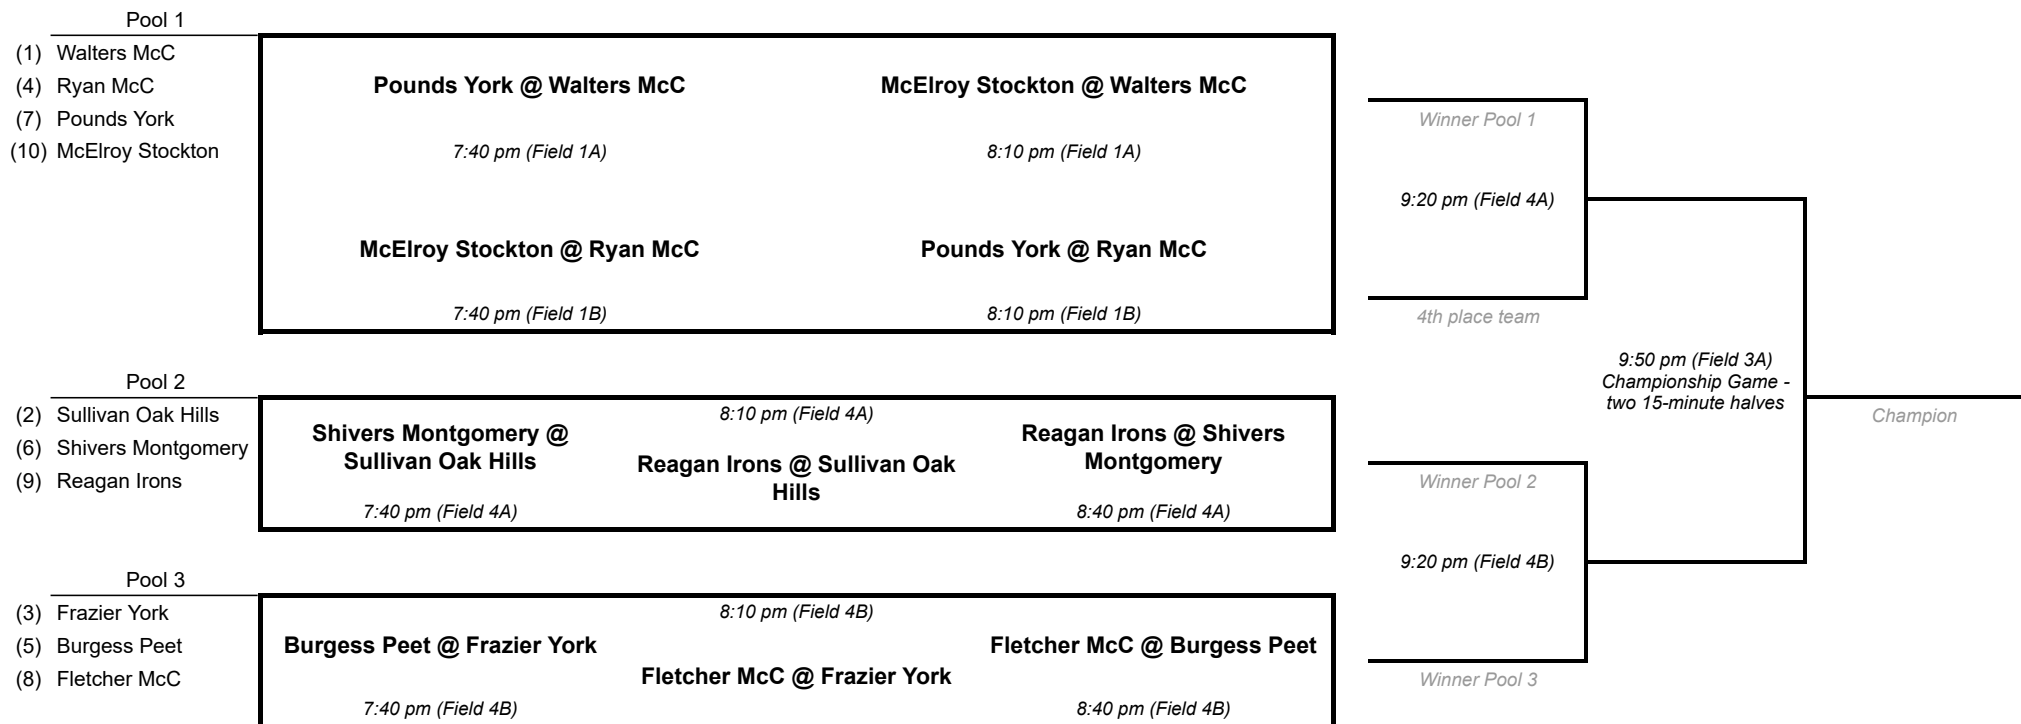 Pool 1
(1) Walters McC
(4) Ryan McC
(7) Pounds York
(10) McElroy Stockton
Pounds York @ Walters McC
7:40 pm (Field 1A)
McElroy Stockton @ Walters McC
8:10 pm (Field 1A)
McElroy Stockton @ Ryan McC
7:40 pm (Field 1B)
Pounds York @ Ryan McC
8:10 pm (Field 1B)
Pool 2
(2) Sullivan Oak Hills
(6) Shivers Montgomery
(9) Reagan Irons
Shivers Montgomery @
Sullivan Oak Hills
7:40 pm (Field 4A)
8:10 pm (Field 4A)
Reagan Irons @ Sullivan Oak
Hills
Reagan Irons @ Shivers
Montgomery
8:40 pm (Field 4A)
Pool 3
(3) Frazier York
(5) Burgess Peet
(8) Fletcher McC
Burgess Peet @ Frazier York
7:40 pm (Field 4B)
8:10 pm (Field 4B)
Fletcher McC @ Frazier York
Fletcher McC @ Burgess Peet
8:40 pm (Field 4B)
Winner Pool 1
9:20 pm (Field 4A)
4th place team
Winner Pool 2
9:20 pm (Field 4B)
Winner Pool 3
9:50 pm (Field 3A)
Championship Game -
two 15-minute halves
Champion